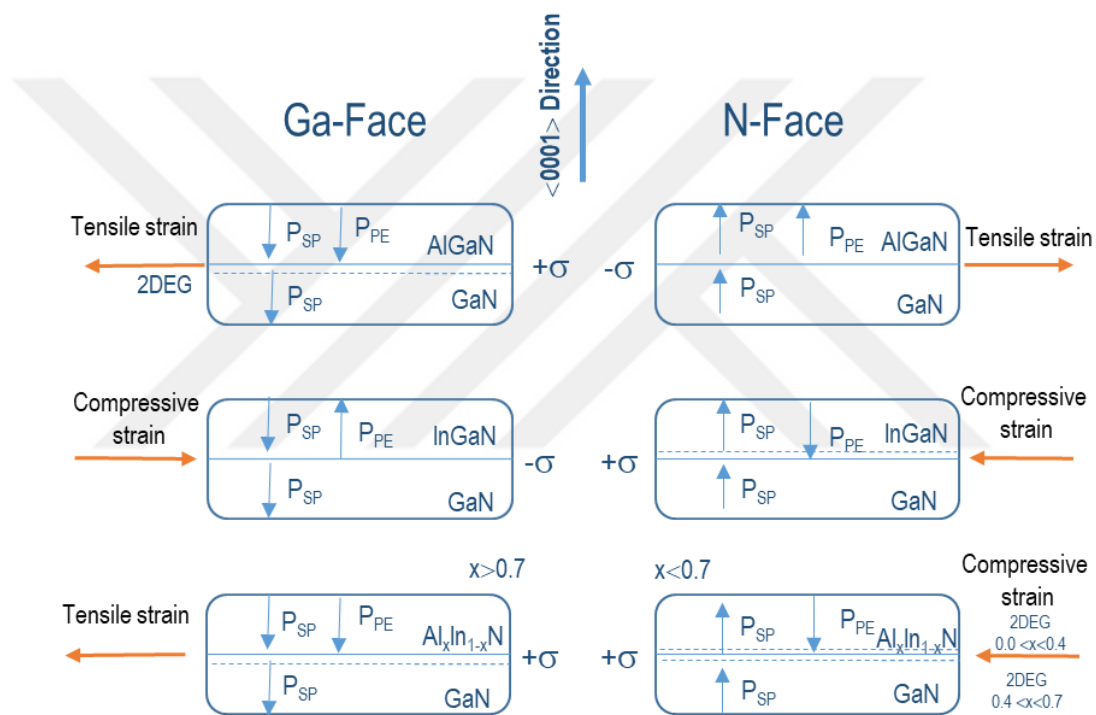 <0001> Direction
Ga-Face
N-Face
Tensile strain
2DEG
P_SP
P_PE
AlGaN
P_SP
GaN
+σ
-σ
P_SP
P_PE
AlGaN
P_SP
GaN
Tensile strain
Compressive
strain
P_SP
P_PE
InGaN
P_SP
GaN
-σ
+σ
P_SP
P_PE
InGaN
P_SP
GaN
Compressive
strain
x>0.7
x<0.7
Tensile strain
P_SP
P_PE
Al_xIn_1-xN
P_SP
GaN
+σ
+σ
P_SP
P_PE
Al_xIn_1-xN
P_SP
GaN
Compressive
strain
2DEG
0.0 <x<0.4
2DEG
0.4 <x<0.7